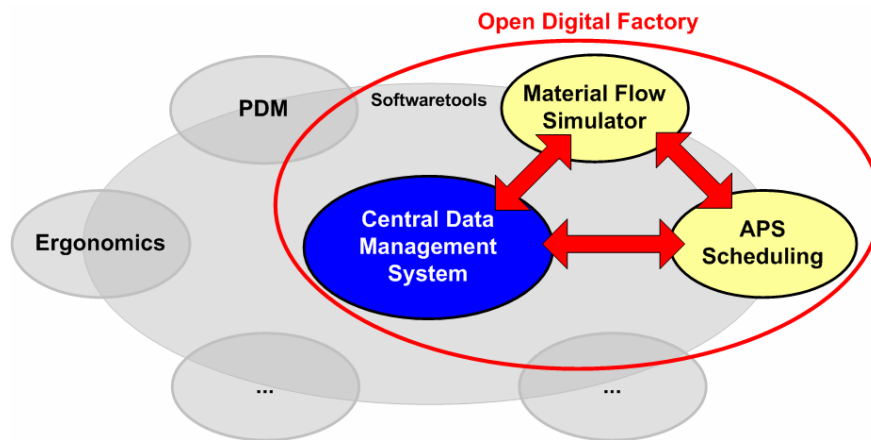 Open Digital Factory
PDM
Softwaretools
Material Flow
Simulator
Ergonomics
Central Data
Management
System
APS
Scheduling
...
...